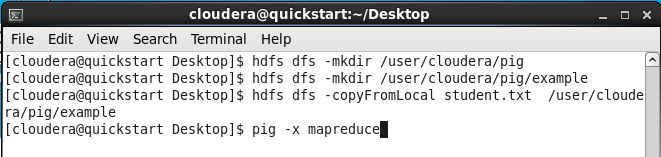 cloudera@quickstart:~/Desktop
File Edit View Search Terminal Help
[cloudera@quickstart Desktop]$ hdfs dfs -mkdir /user/cloudera/pig
[cloudera@quickstart Desktop]$ hdfs dfs -mkdir /user/cloudera/pig/example
[cloudera@quickstart Desktop]$ hdfs dfs -copyFromLocal student.txt  /user/cloude
ra/pig/example
[cloudera@quickstart Desktop]$ pig -x mapreduce